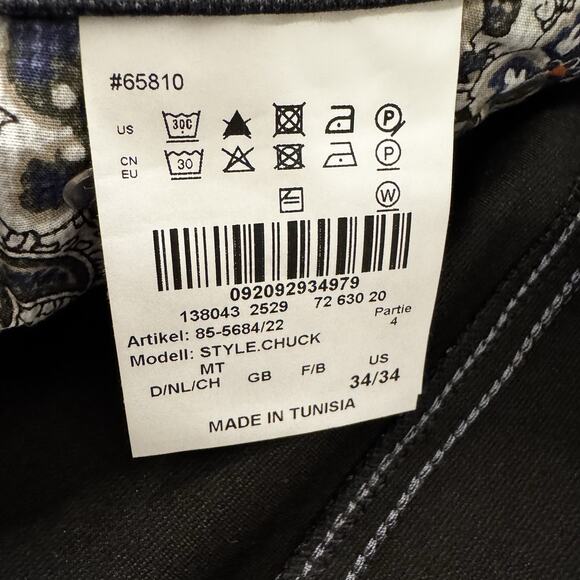 #65810
US 30C P
CN
EU 30 P
W
092092934979
138043 2529 72 630 20
Artikel: 85-5684/22 Partie
Modell: STYLE.CHUCK 4
MT
D/NL/CH GB F/B US
34/34
MADE IN TUNISIA